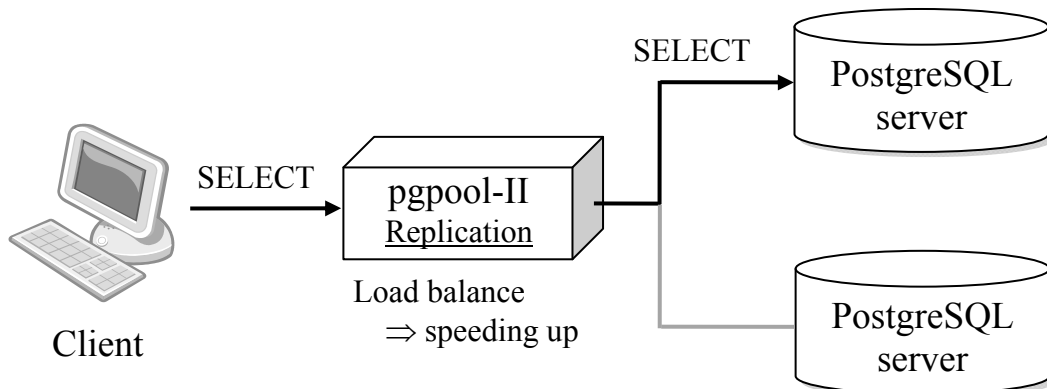 SELECT
PostgreSQL
server
SELECT
pgpool-II
Replication
Load balance
⇒ speeding up
Client
PostgreSQL
server